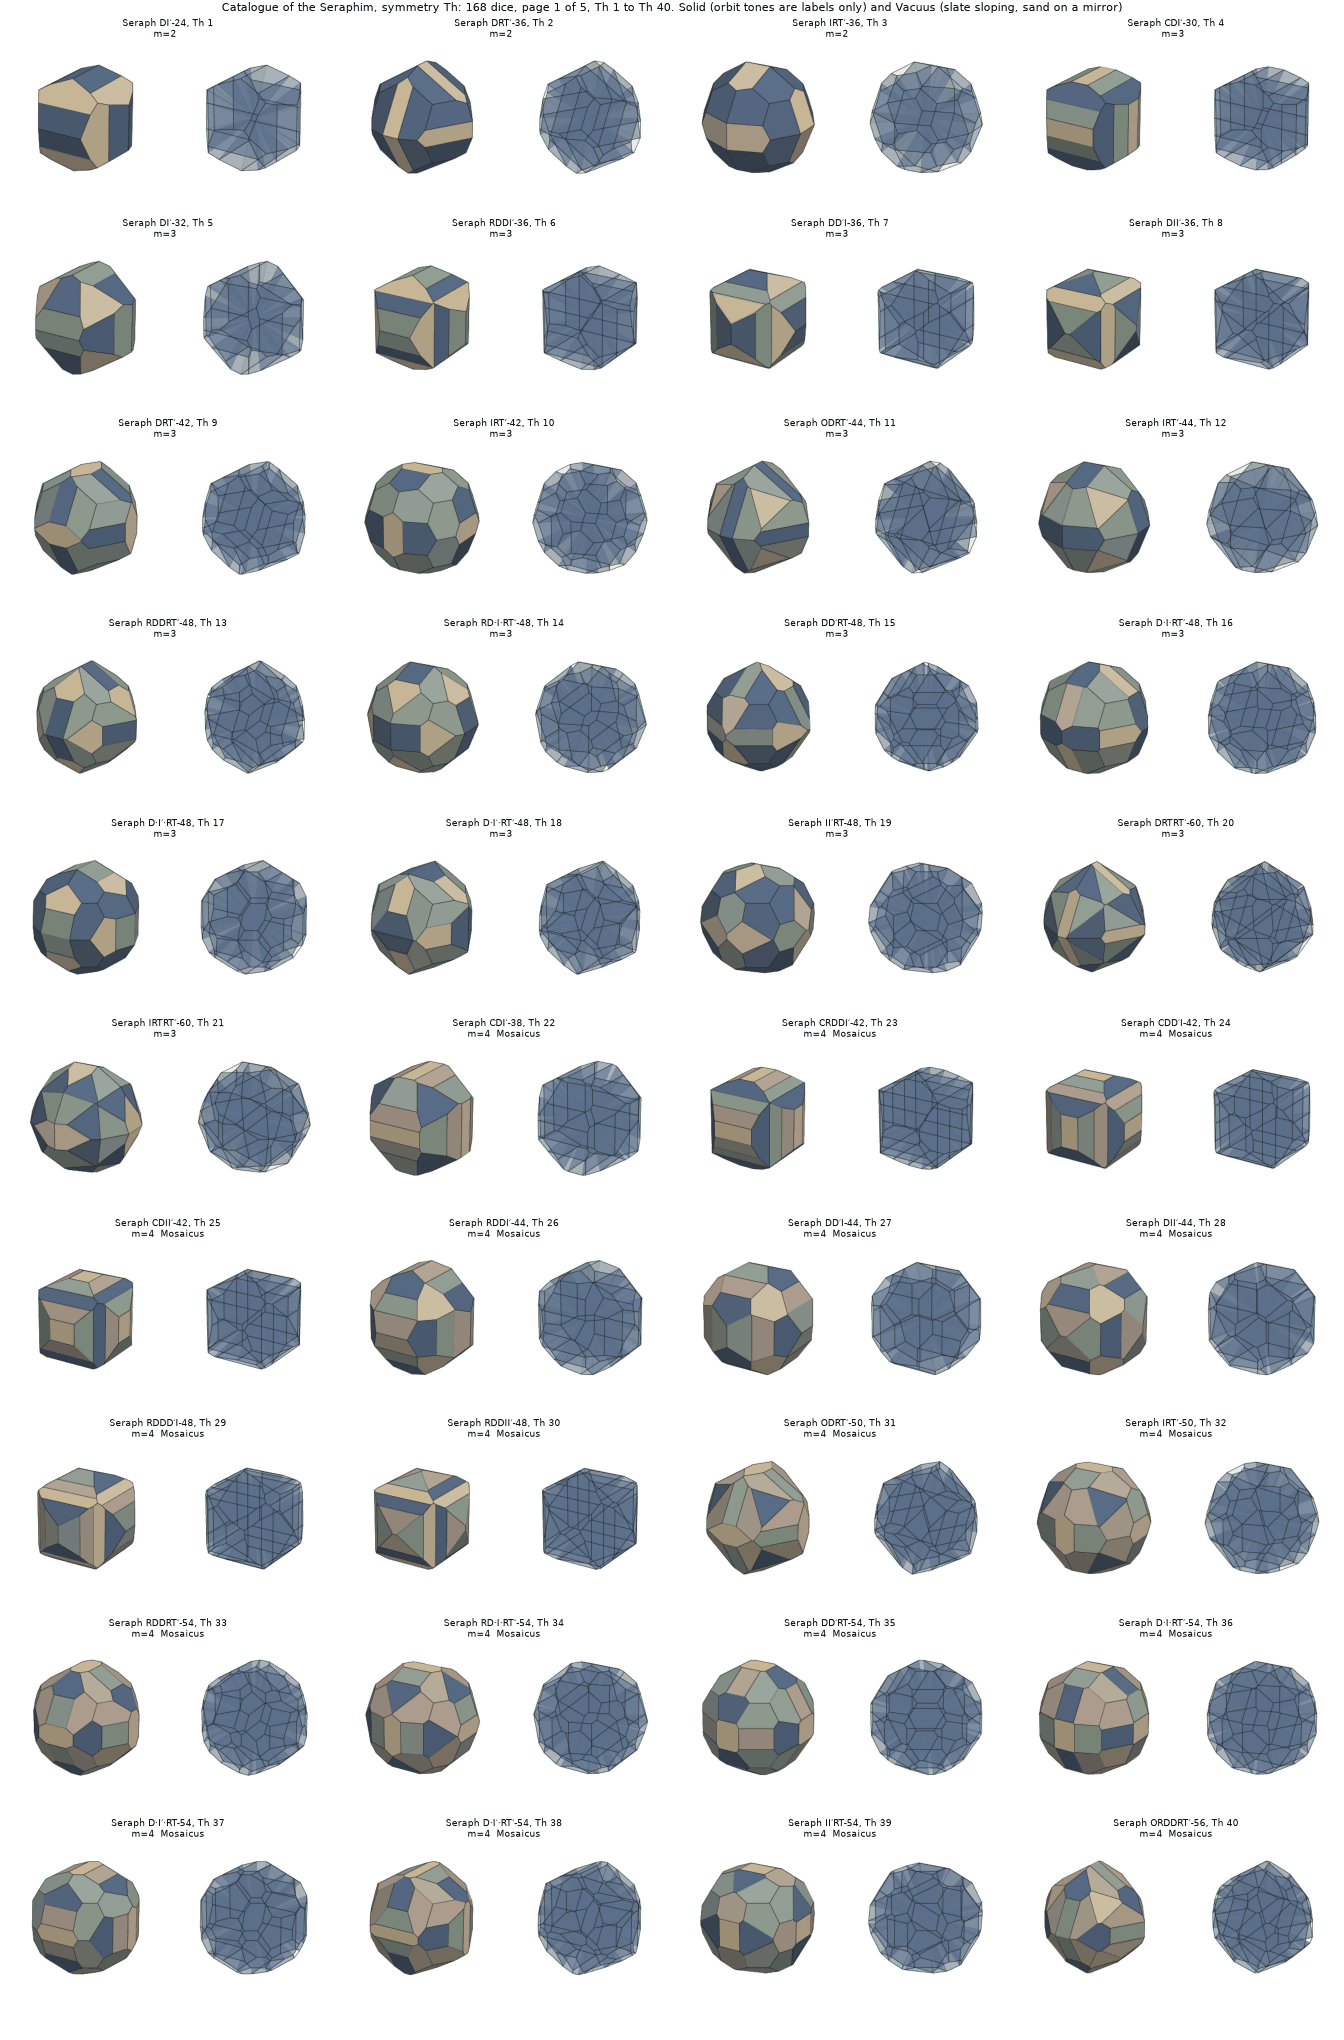 Catalogue of the Seraphim, symmetry Th: 168 dice, page 1 of 5, Th 1 to Th 40. Solid (orbit tones are labels only) and Vacuus (slate sloping, sand on a mirror)
Seraph DI′-24, Th 1
m=2
Seraph DRT′-36, Th 2
m=2
Seraph IRT′-36, Th 3
m=2
Seraph CDI′-30, Th 4
m=3
Seraph DI′-32, Th 5
m=3
Seraph RDDI′-36, Th 6
m=3
Seraph DD′I-36, Th 7
m=3
Seraph DII′-36, Th 8
m=3
Seraph DRT′-42, Th 9
m=3
Seraph IRT′-42, Th 10
m=3
Seraph ODRT′-44, Th 11
m=3
Seraph IRT′-44, Th 12
m=3
Seraph RDDRT′-48, Th 13
m=3
Seraph RD·I·RT′-48, Th 14
m=3
Seraph DD′RT-48, Th 15
m=3
Seraph D·I·RT′-48, Th 16
m=3
Seraph D·I′·RT-48, Th 17
m=3
Seraph D·I′·RT′-48, Th 18
m=3
Seraph II′RT-48, Th 19
m=3
Seraph DRTRT′-60, Th 20
m=3
Seraph IRTRT′-60, Th 21
m=3
Seraph CDI′-38, Th 22
m=4 Mosaicus
Seraph CRDDI′-42, Th 23
m=4 Mosaicus
Seraph CDD′I-42, Th 24
m=4 Mosaicus
Seraph CDII′-42, Th 25
m=4 Mosaicus
Seraph RDDI′-44, Th 26
m=4 Mosaicus
Seraph DD′I-44, Th 27
m=4 Mosaicus
Seraph DII′-44, Th 28
m=4 Mosaicus
Seraph RDDD′I-48, Th 29
m=4 Mosaicus
Seraph RDDII′-48, Th 30
m=4 Mosaicus
Seraph ODRT′-50, Th 31
m=4 Mosaicus
Seraph IRT′-50, Th 32
m=4 Mosaicus
Seraph RDDRT′-54, Th 33
m=4 Mosaicus
Seraph RD·I·RT′-54, Th 34
m=4 Mosaicus
Seraph DD′RT-54, Th 35
m=4 Mosaicus
Seraph D·I·RT′-54, Th 36
m=4 Mosaicus
Seraph D·I′·RT-54, Th 37
m=4 Mosaicus
Seraph D·I′·RT′-54, Th 38
m=4 Mosaicus
Seraph II′RT-54, Th 39
m=4 Mosaicus
Seraph ORDDRT′-56, Th 40
m=4 Mosaicus